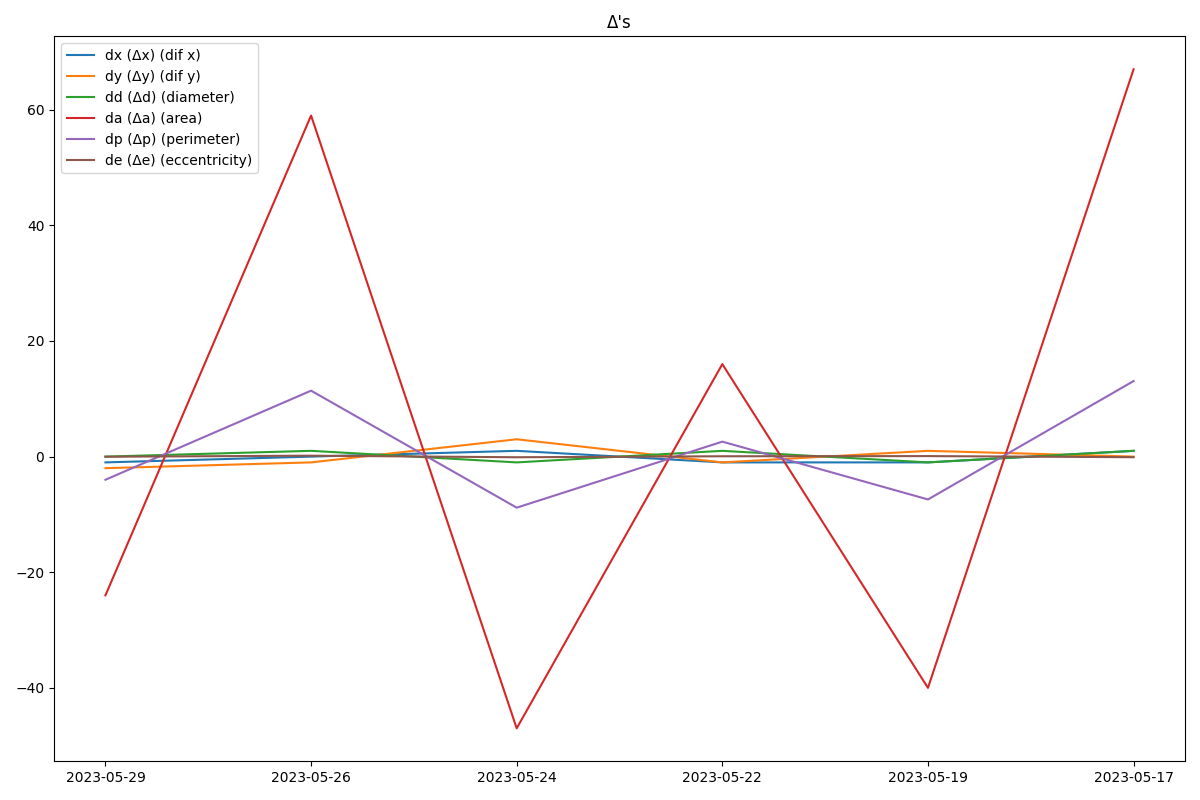 Δ's
dx (Δx) (dif x)
dy (Δy) (dif y)
dd (Δd) (diameter)
da (Δa) (area)
dp (Δp) (perimeter)
de (Δe) (eccentricity)
60
40
20
0
−20
−40
2023-05-29 2023-05-26 2023-05-24 2023-05-22 2023-05-19 2023-05-17